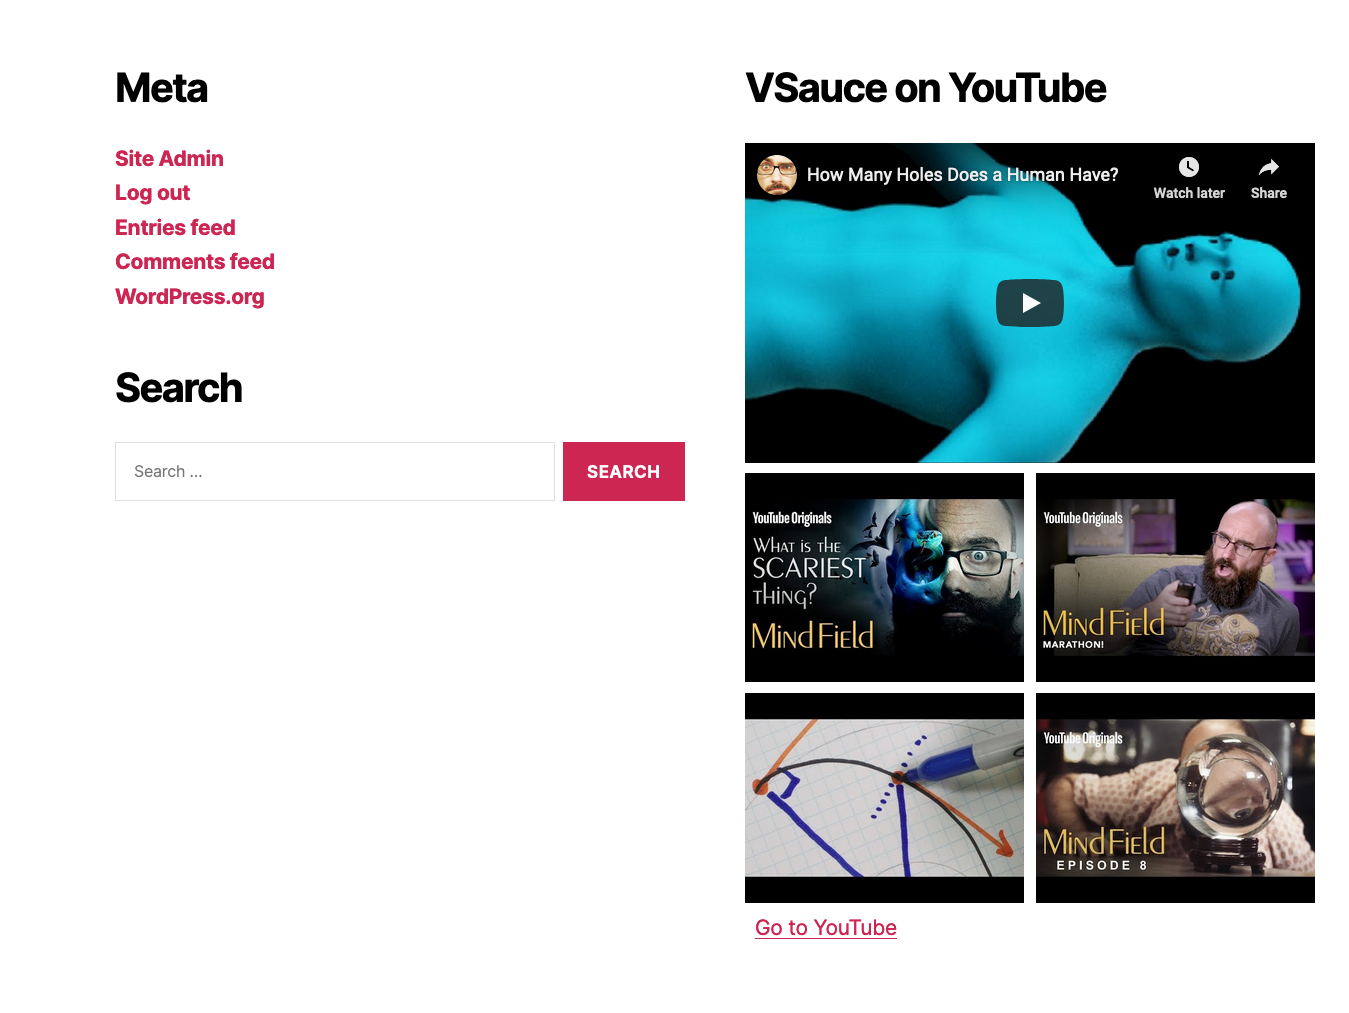 Meta
Site Admin
Log out
Entries feed
Comments feed
WordPress.org
Search
Search ...
SEARCH
VSauce on YouTube
How Many Holes Does a Human Have?
Watch later
Share
YouTube Originals
WHAT IS THE
SCARIEST
THING?
MIND FIELD
YouTube Originals
MIND FIELD
MARATHON!
YouTube Originals
MIND FIELD
EPISODE 8
Go to YouTube